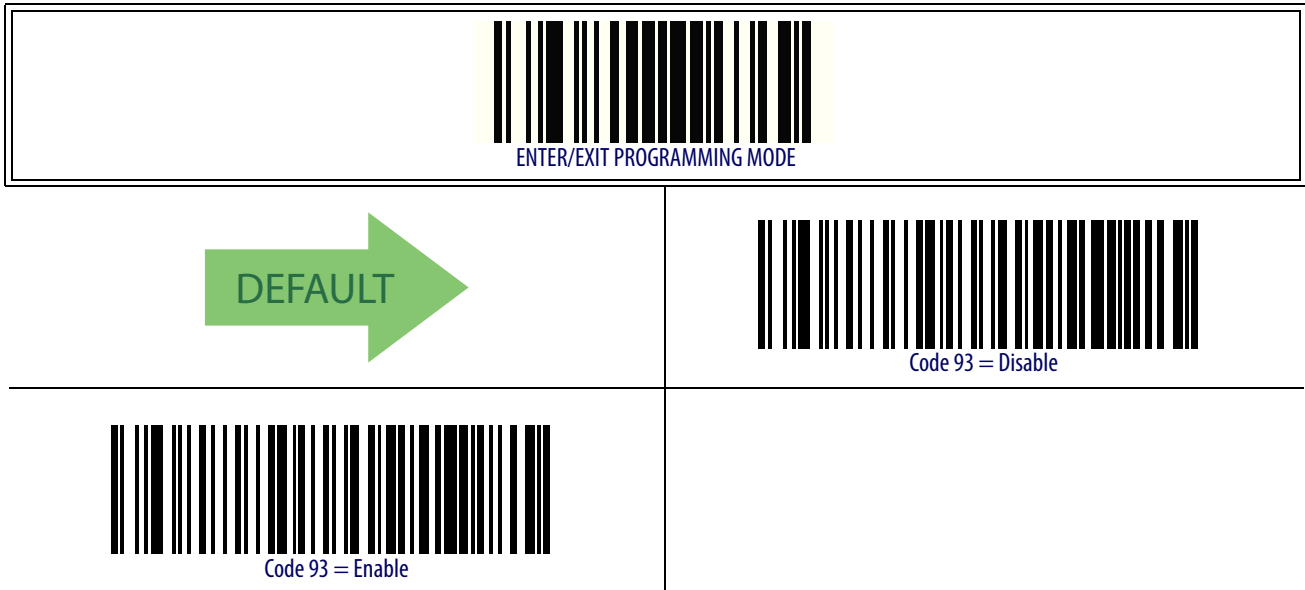 ENTER/EXIT PROGRAMMING MODE
DEFAULT
Code 93 = Disable
Code 93 = Enable